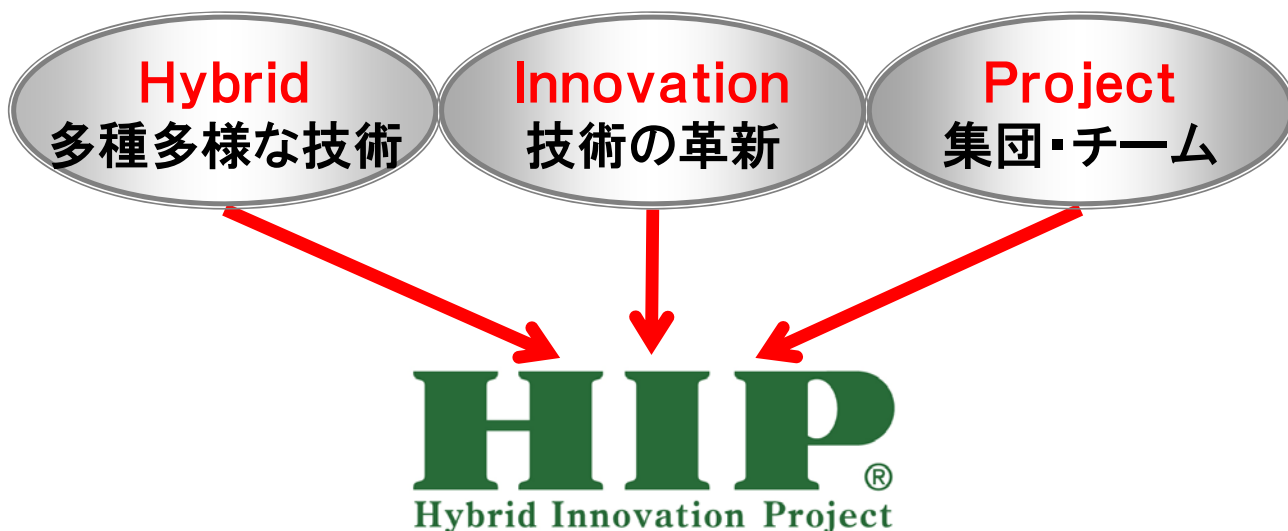 Hybrid
多種多様な技術
Innovation
技術の革新
Project
集団・チーム
HIP®
Hybrid Innovation Project